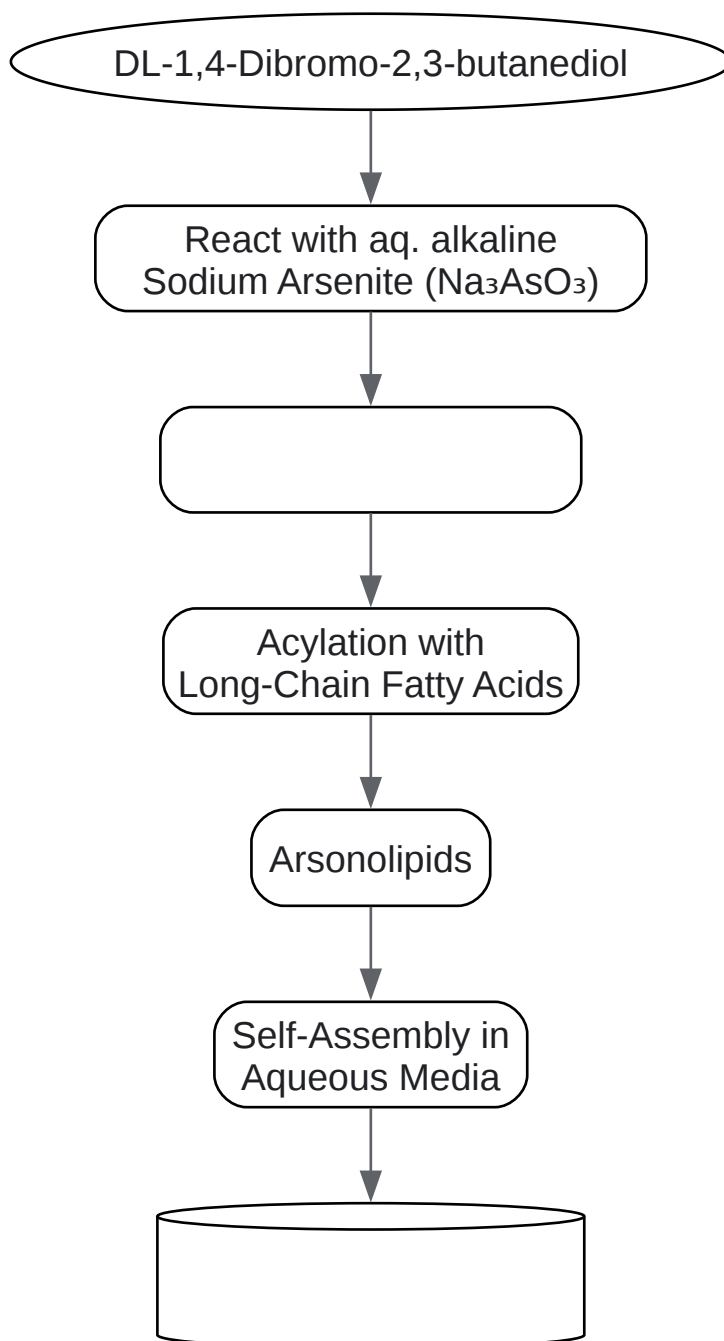 DL-1,4-Dibromo-2,3-butanediol
React with aq. alkaline
Sodium Arsenite (Na₃AsO₃)
Acylation with
Long-Chain Fatty Acids
Arsonolipids
Self-Assembly in
Aqueous Media